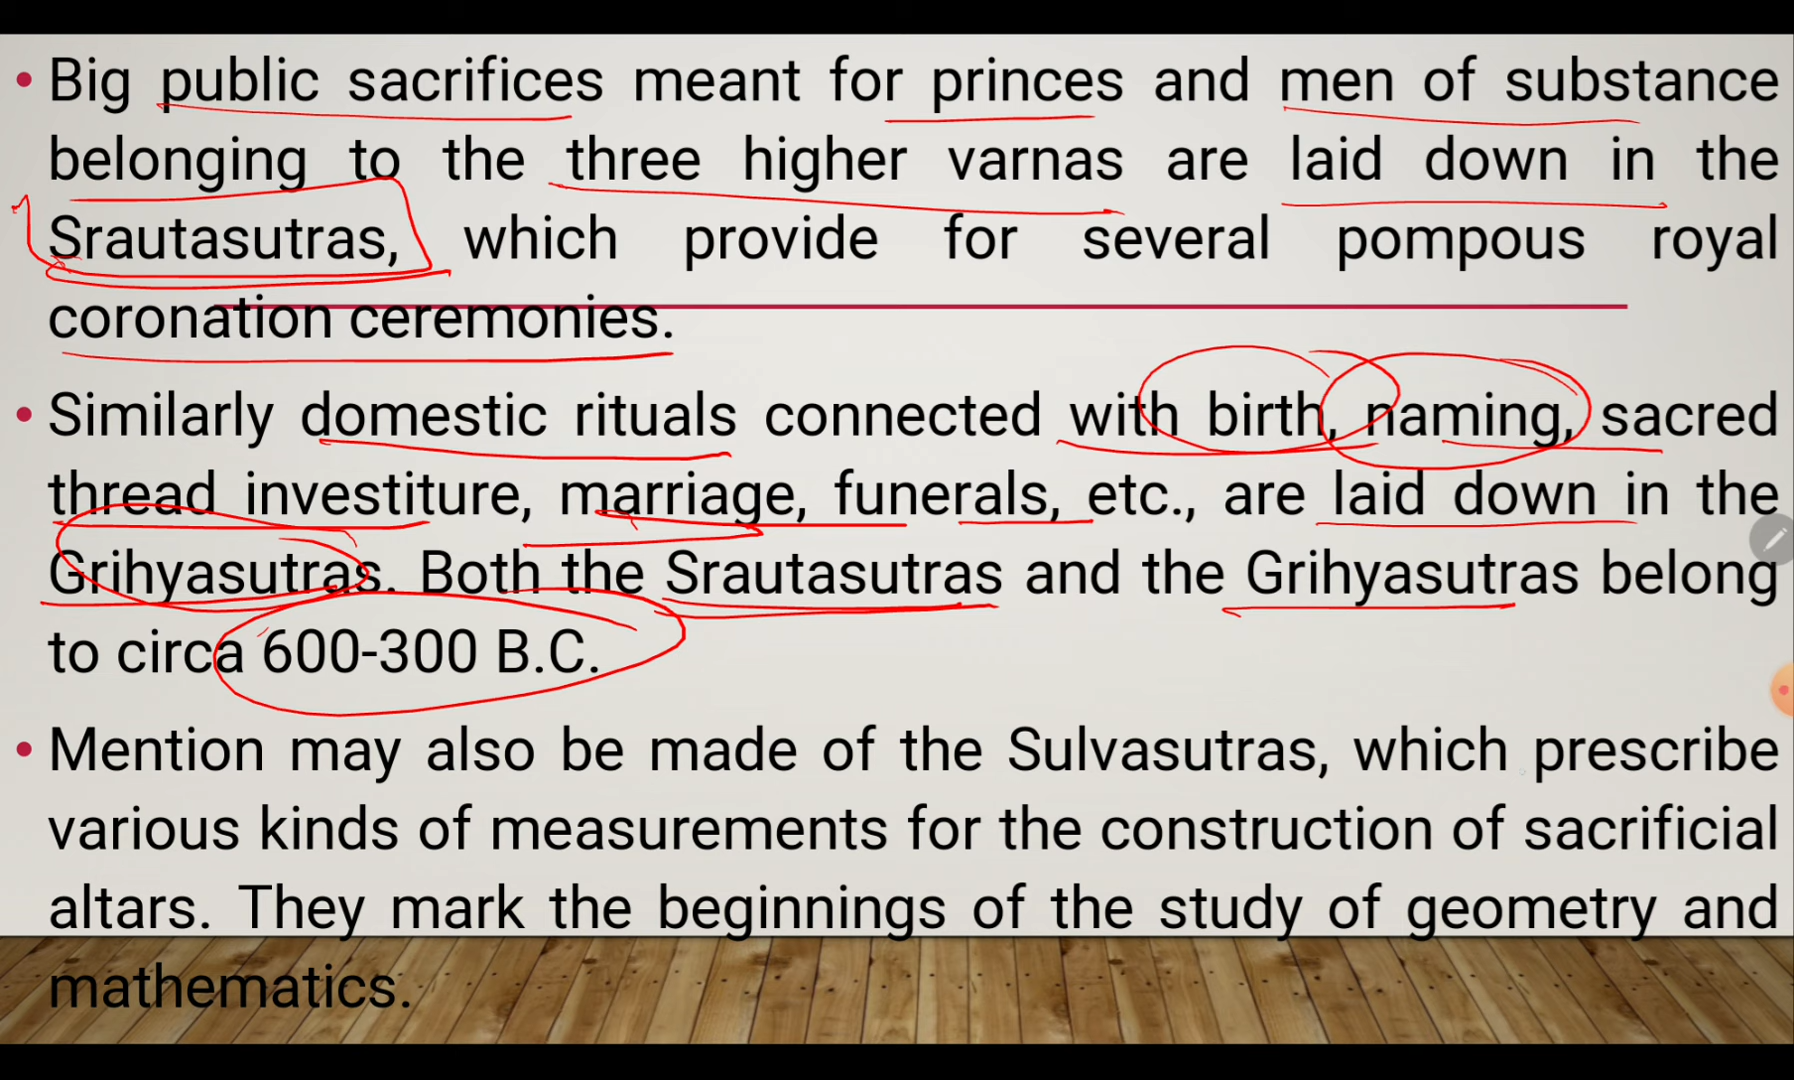 • Big public sacrifices meant for princes and men of substance
belonging to the three higher varnas are laid down in the
Srautasutras, which provide for several pompous royal
coronation ceremonies.
• Similarly domestic rituals connected with birth, naming, sacred
thread investiture, marriage, funerals, etc., are laid down in the
Grihyasutras. Both the Srautasutras and the Grihyasutras belong
to circa 600-300 B.C.
• Mention may also be made of the Sulvasutras, which prescribe
various kinds of measurements for the construction of sacrificial
altars. They mark the beginnings of the study of geometry and
mathematics.